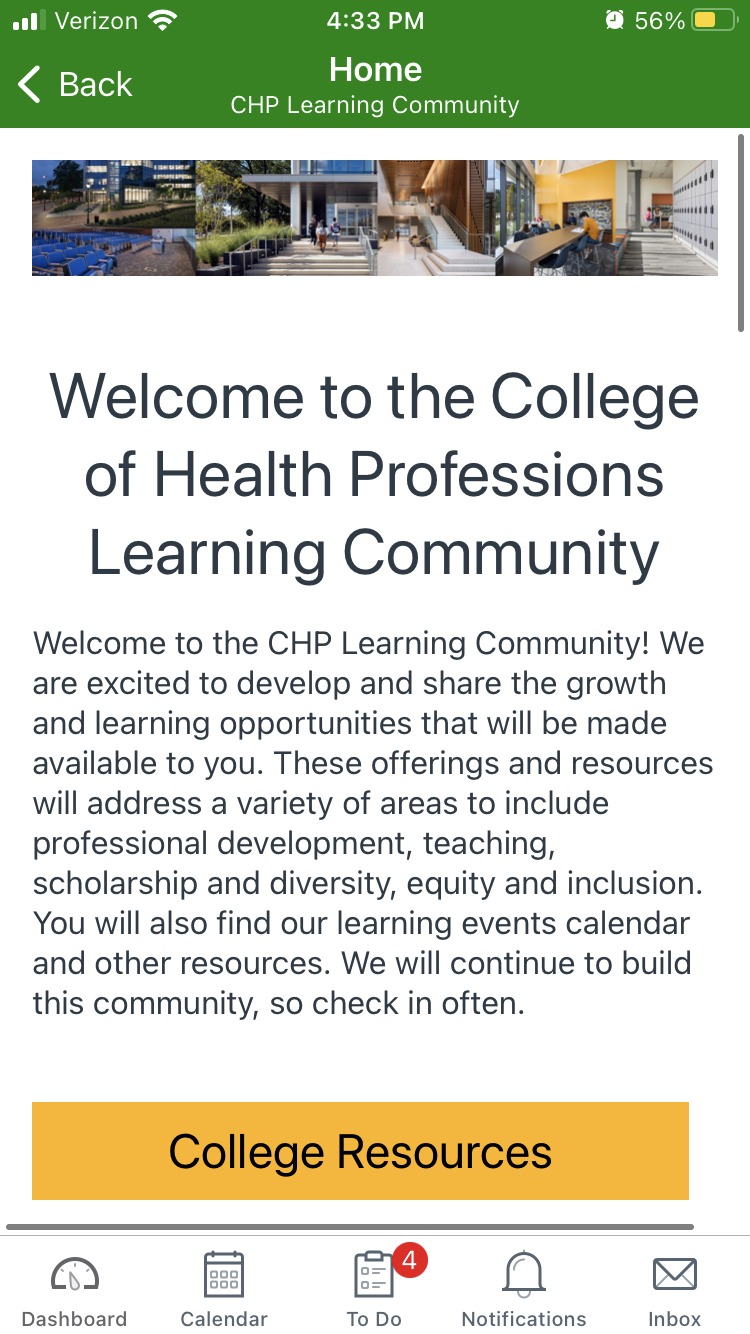 Verizon 4:33 PM 56%
Back
Home
CHP Learning Community
Welcome to the College
of Health Professions
Learning Community
Welcome to the CHP Learning Community! We
are excited to develop and share the growth
and learning opportunities that will be made
available to you. These offerings and resources
will address a variety of areas to include
professional development, teaching,
scholarship and diversity, equity and inclusion.
You will also find our learning events calendar
and other resources. We will continue to build
this community, so check in often.
College Resources
4
Dashboard Calendar To Do Notifications Inbox